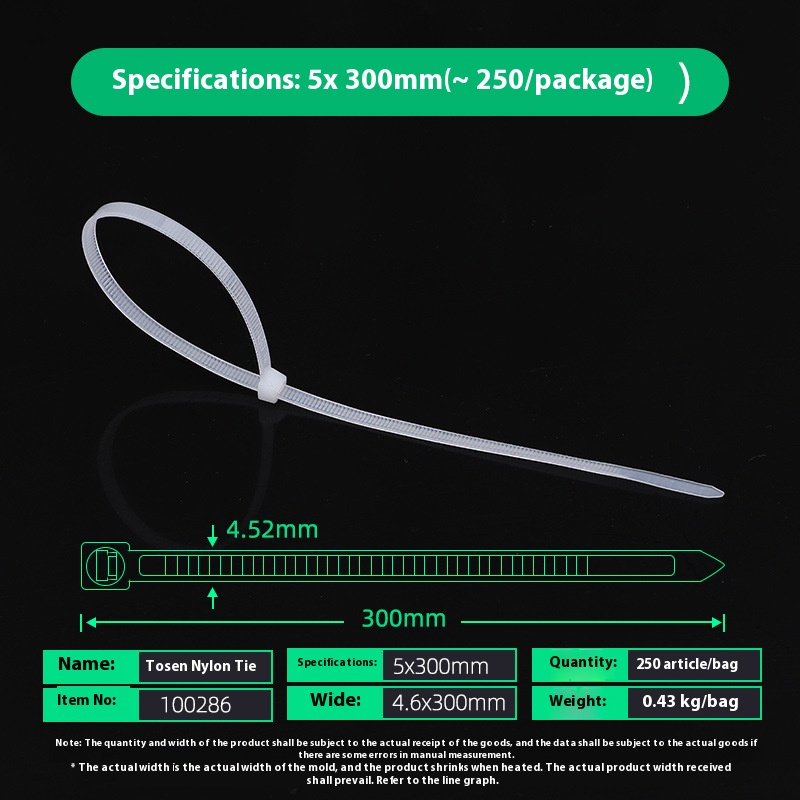 Specifications: 5x 300mm(~ 250/package) )
4.52mm
300mm
Name: Tosen Nylon Tie
Specifications: 5x300mm
Quantity: 250 article/bag
Item No: 100286
Wide: 4.6x300mm
Weight: 0.43 kg/bag
Note: The quantity and width of the product shall be subject to the actual receipt of the goods, and the data shall be subject to the actual goods if
there are some errors in manual measurement.
* The actual width is the actual width of the mold, and the product shrinks when heated. The actual product width received
shall prevail. Refer to the line graph.